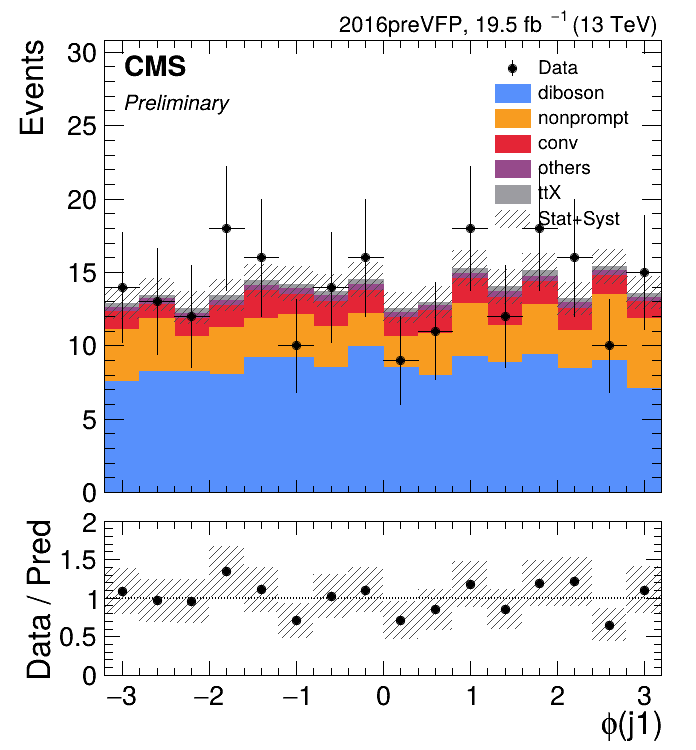 2016preVFP, 19.5 fb⁻¹ (13 TeV)
Events
30
25
20
15
10
5
0
CMS
Preliminary
Data
diboson
nonprompt
conv
others
ttX
Stat+Syst
Data / Pred
2
1.5
1
0.5
0
−3 −2 −1 0 1 2 3
ϕ(j1)